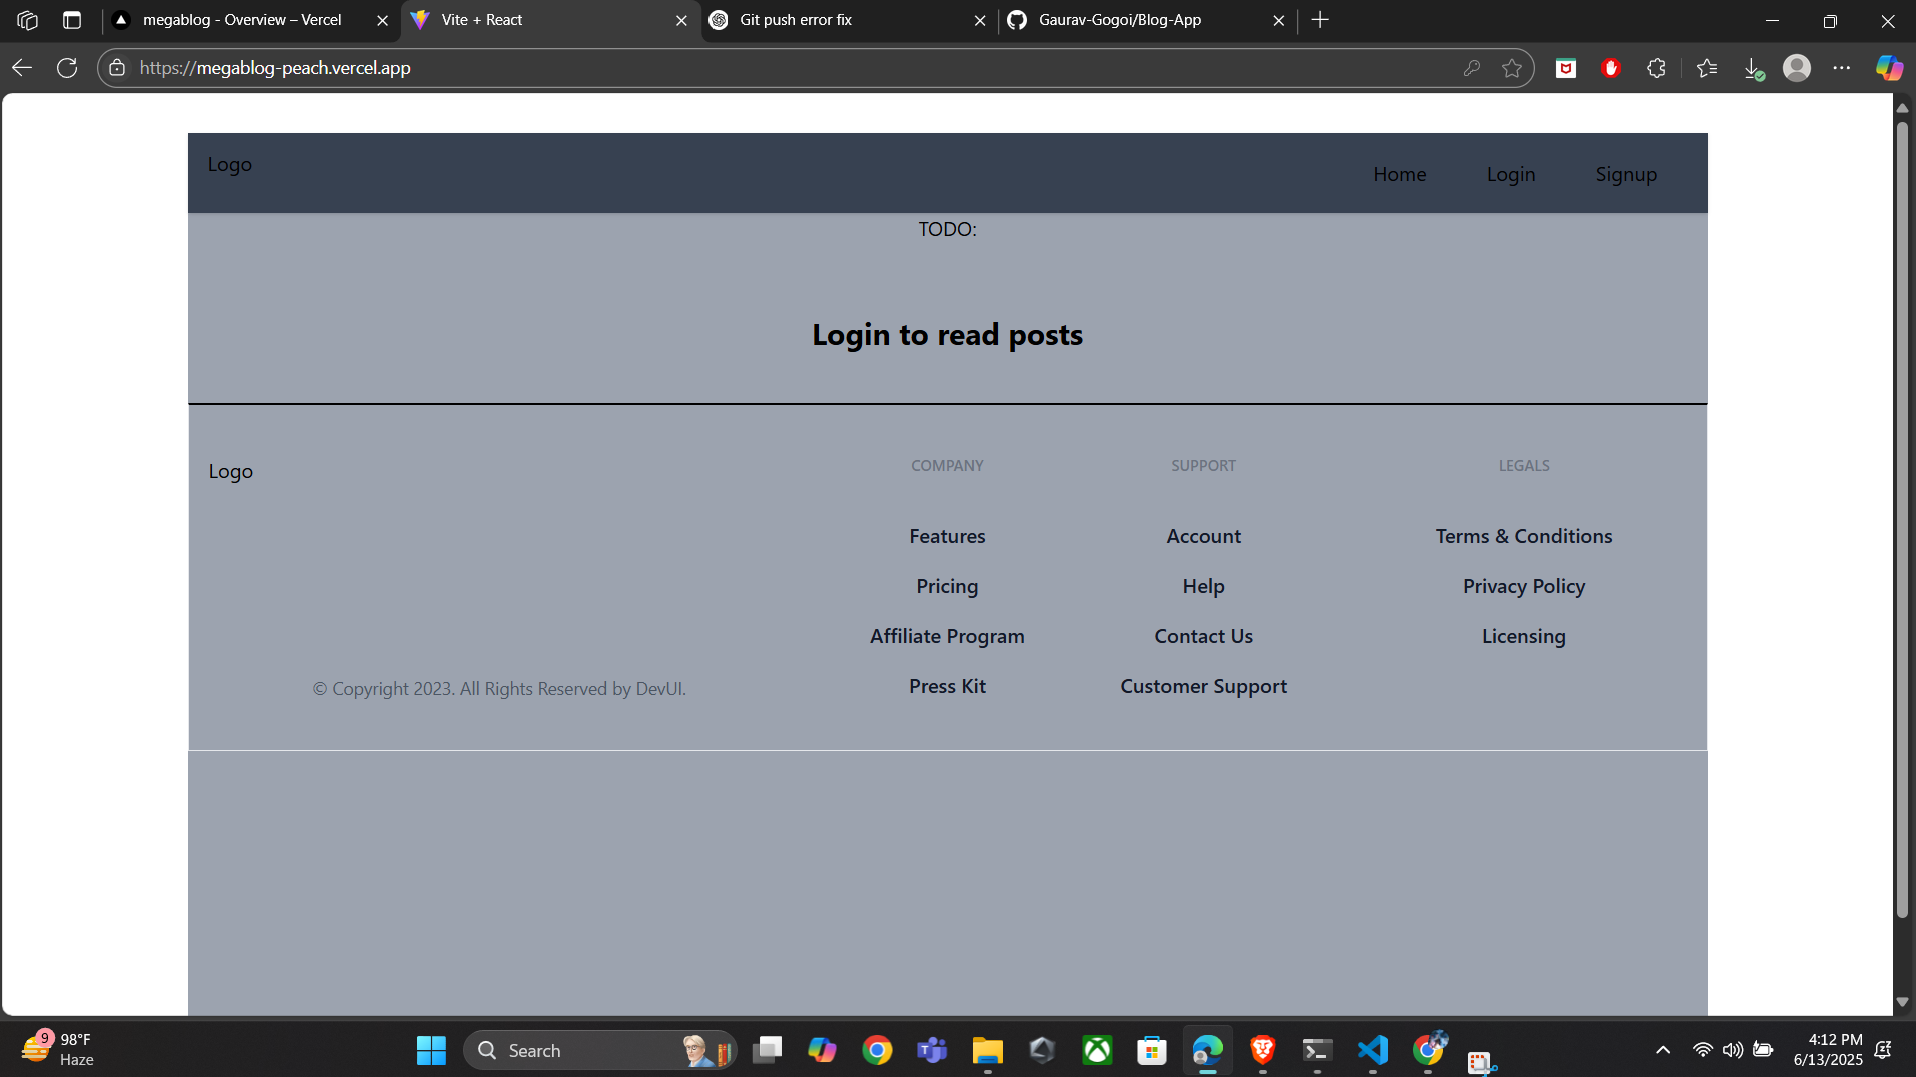 megablog - Overview – Vercel
Vite + React
Git push error fix
Gaurav-Gogoi/Blog-App
https://megablog-peach.vercel.app
Logo
Home
Login
Signup
TODO:
Login to read posts
Logo
COMPANY
SUPPORT
LEGALS
Features
Account
Terms & Conditions
Pricing
Help
Privacy Policy
Affiliate Program
Contact Us
Licensing
© Copyright 2023. All Rights Reserved by DevUI.
Press Kit
Customer Support
9
98°F
Haze
Search
4:12 PM
6/13/2025